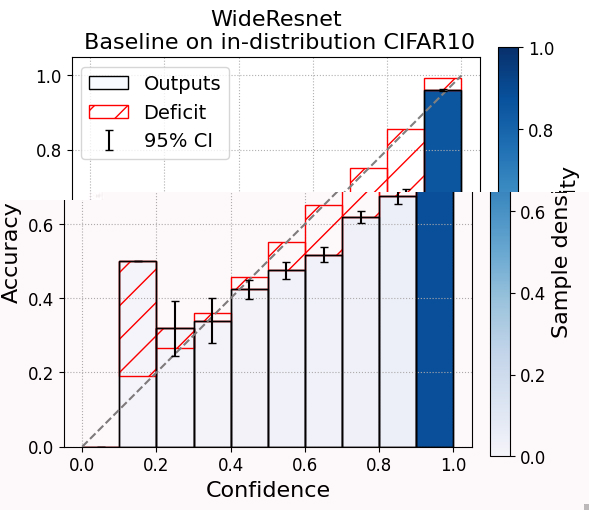 WideResnet
Baseline on in-distribution CIFAR10
Outputs
Deficit
95% CI
1.0
0.8
0.6
0.4
0.2
0.0
Accuracy
0.0
0.2
0.4
0.6
0.8
1.0
Confidence
1.0
0.8
0.6
0.4
0.2
0.0
Sample density